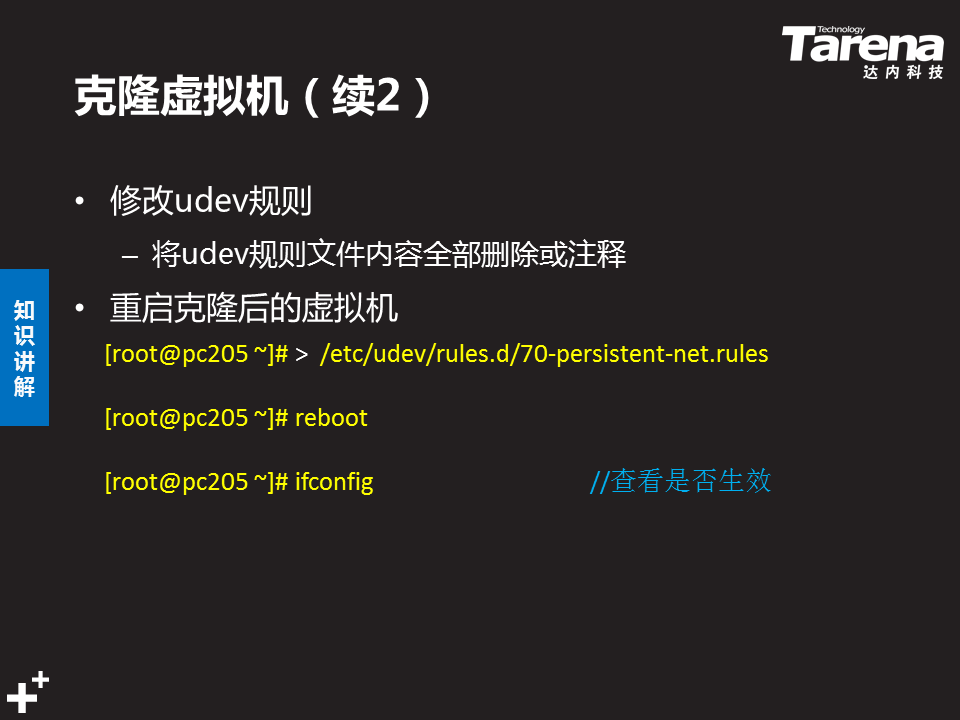 Technology
Tarena
达内科技
克隆虚拟机（续2）
• 修改udev规则
– 将udev规则文件内容全部删除或注释
• 重启克隆后的虚拟机
知识讲解
[root@pc205 ~]# > /etc/udev/rules.d/70-persistent-net.rules
[root@pc205 ~]# reboot
[root@pc205 ~]# ifconfig //查看是否生效